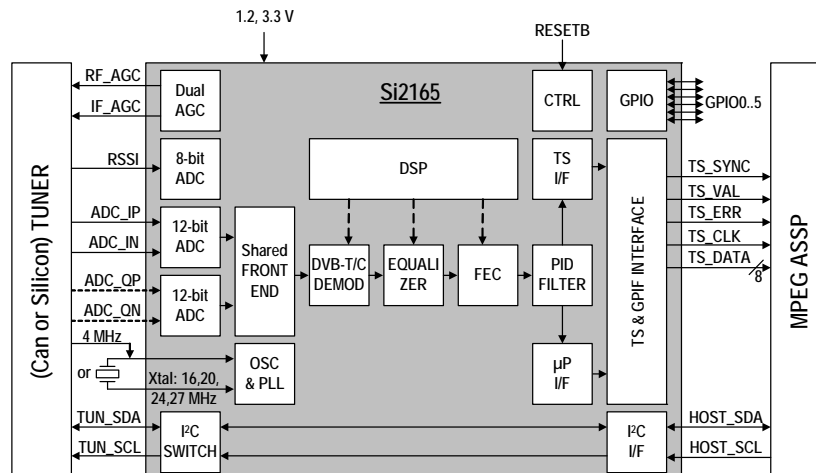 1.2, 3.3 V
RESETB
(Can or Silicon) TUNER
RF_AGC
IF_AGC
RSSI
ADC_IP
ADC_IN
ADC_QP
ADC_QN
4 MHz
or
Xtal: 16,20,
24,27 MHz
TUN_SDA
TUN_SCL
Si2165
Dual
AGC
8-bit
ADC
12-bit
ADC
12-bit
ADC
Shared
FRONT
END
OSC
& PLL
I²C
SWITCH
DSP
DVB-T/C
DEMOD
EQUALI
ZER
FEC
PID
FILTER
CTRL
GPIO
TS
I/F
µP
I/F
TS & GPIF INTERFACE
I²C
I/F
GPIO0..5
TS_SYNC
TS_VAL
TS_ERR
TS_CLK
TS_DATA
8
HOST_SDA
HOST_SCL
MPEG ASSP